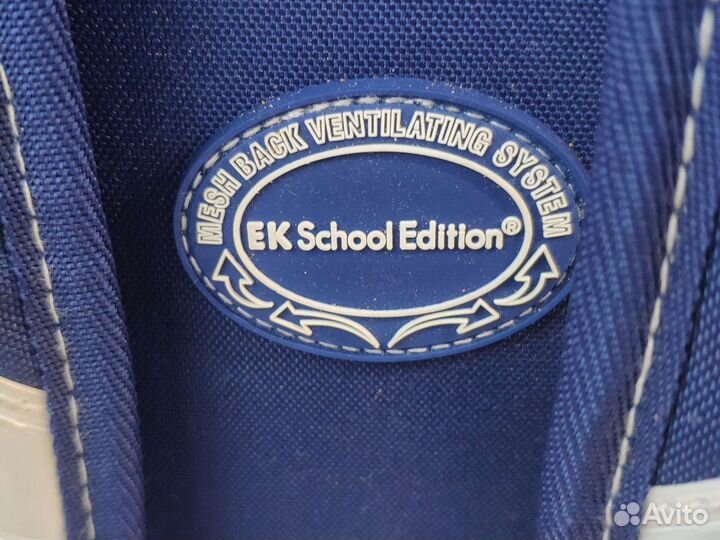 MESH BACK VENTILATING SYSTEM
EK School Edition®
Avito